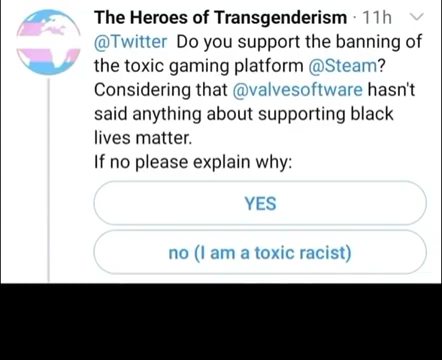 The Heroes of Transgenderism · 11h
@Twitter Do you support the banning of
the toxic gaming platform @Steam?
Considering that @valvesoftware hasn't
said anything about supporting black
lives matter.
If no please explain why:
YES
no (I am a toxic racist)